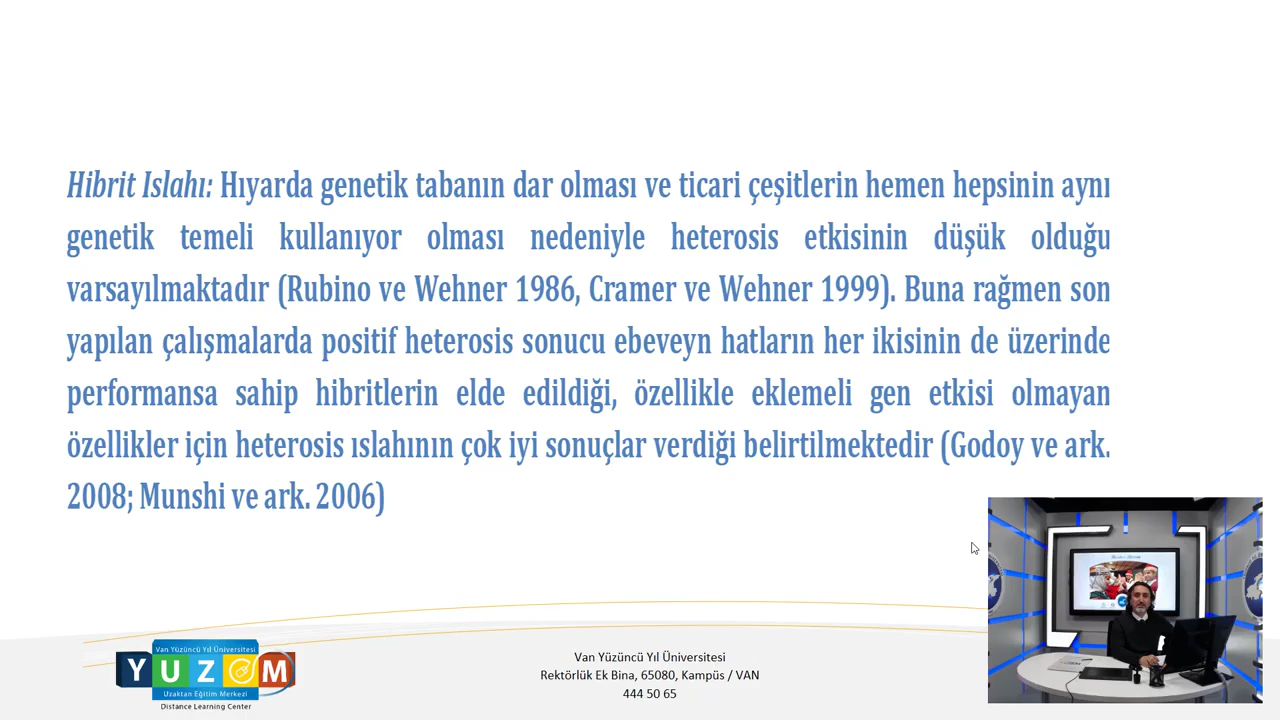 Hibrit Islahı: Hıyarda genetik tabanın dar olması ve ticari çeşitlerin hemen hepsinin aynı
genetik temeli kullanıyor olması nedeniyle heterosis etkisinin düşük olduğu
varsayılmaktadır (Rubino ve Wehner 1986, Cramer ve Wehner 1999). Buna rağmen son
yapılan çalışmalarda positif heterosis sonucu ebeveyn hatların her ikisinin de üzerinde
performansa sahip hibritlerin elde edildiği, özellikle eklemeli gen etkisi olmayan
özellikler için heterosis ıslahının çok iyi sonuçlar verdiği belirtilmektedir (Godoy ve ark.
2008; Munshi ve ark. 2006)
Van Yüzüncü Yıl Üniversitesi
YUZEM
Uzaktan Eğitim Merkezi
Distance Learning Center
Van Yüzüncü Yıl Üniversitesi
Rektörlük Ek Bina, 65080, Kampüs / VAN
444 50 65